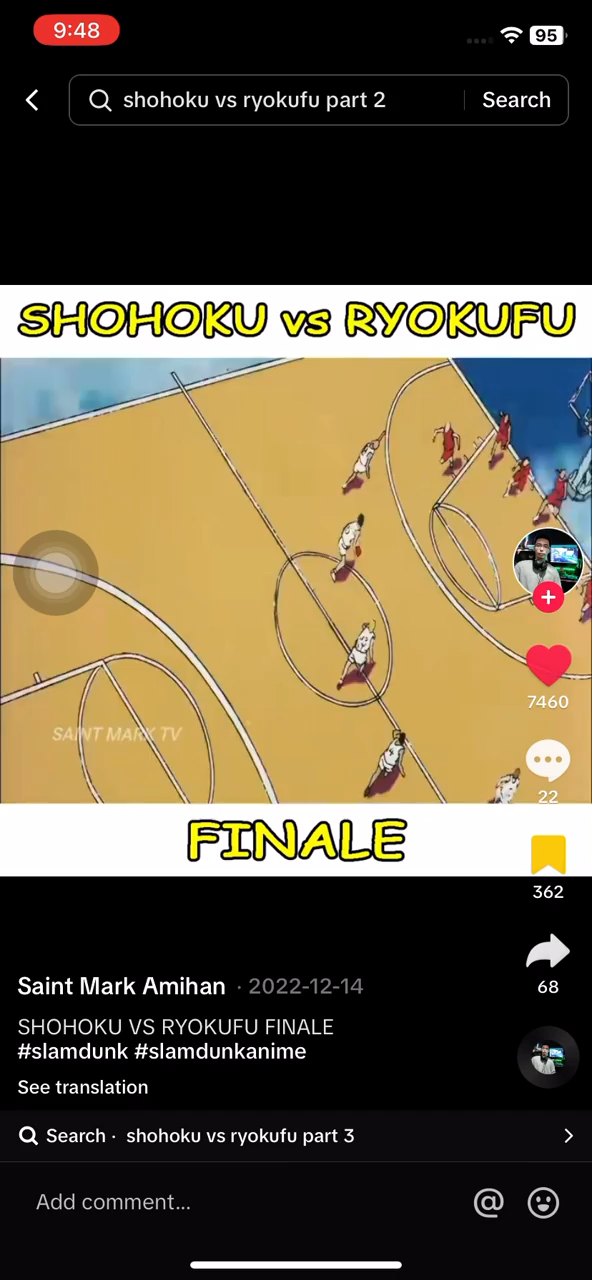 9:48
95
shohoku vs ryokufu part 2
Search
SHOHOKU vs RYOKUFU
SAINT MARK TV
7460
22
FINALE
362
68
Saint Mark Amihan · 2022-12-14
SHOHOKU VS RYOKUFU FINALE
#slamdunk #slamdunkanime
See translation
Search · shohoku vs ryokufu part 3
Add comment...